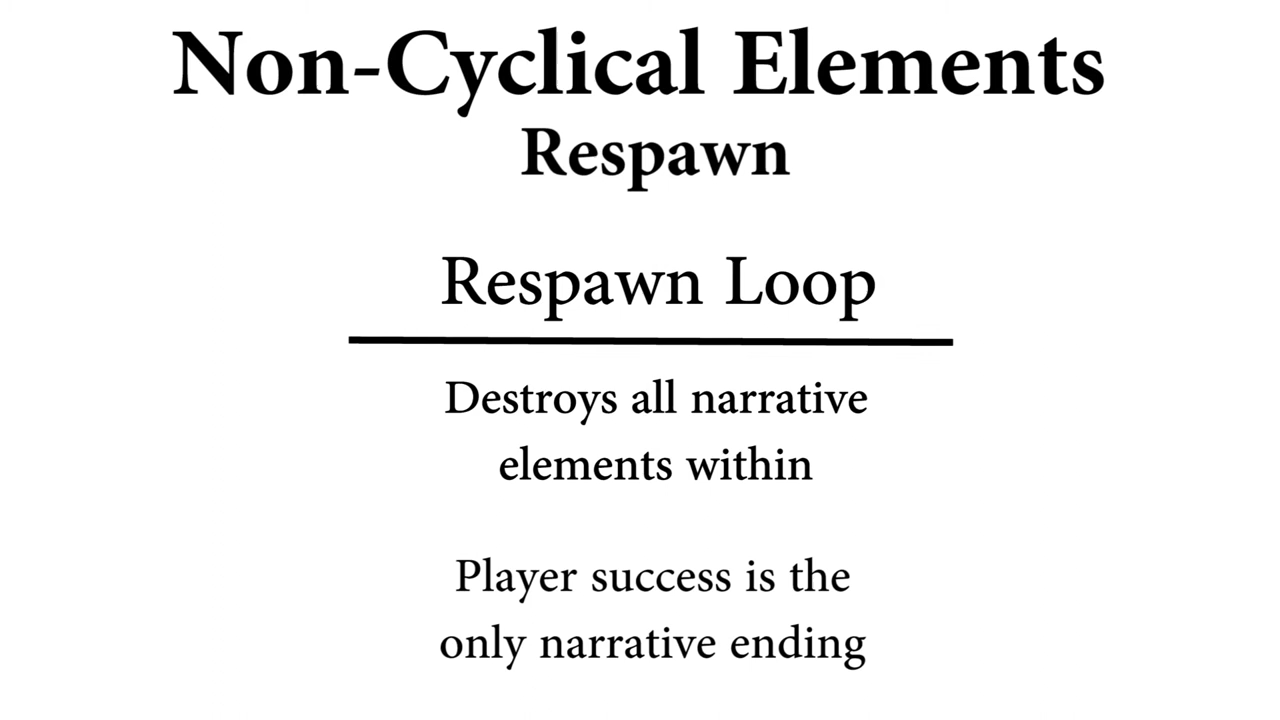 Non-Cyclical Elements
Respawn
Respawn Loop
Destroys all narrative
elements within
Player success is the
only narrative ending